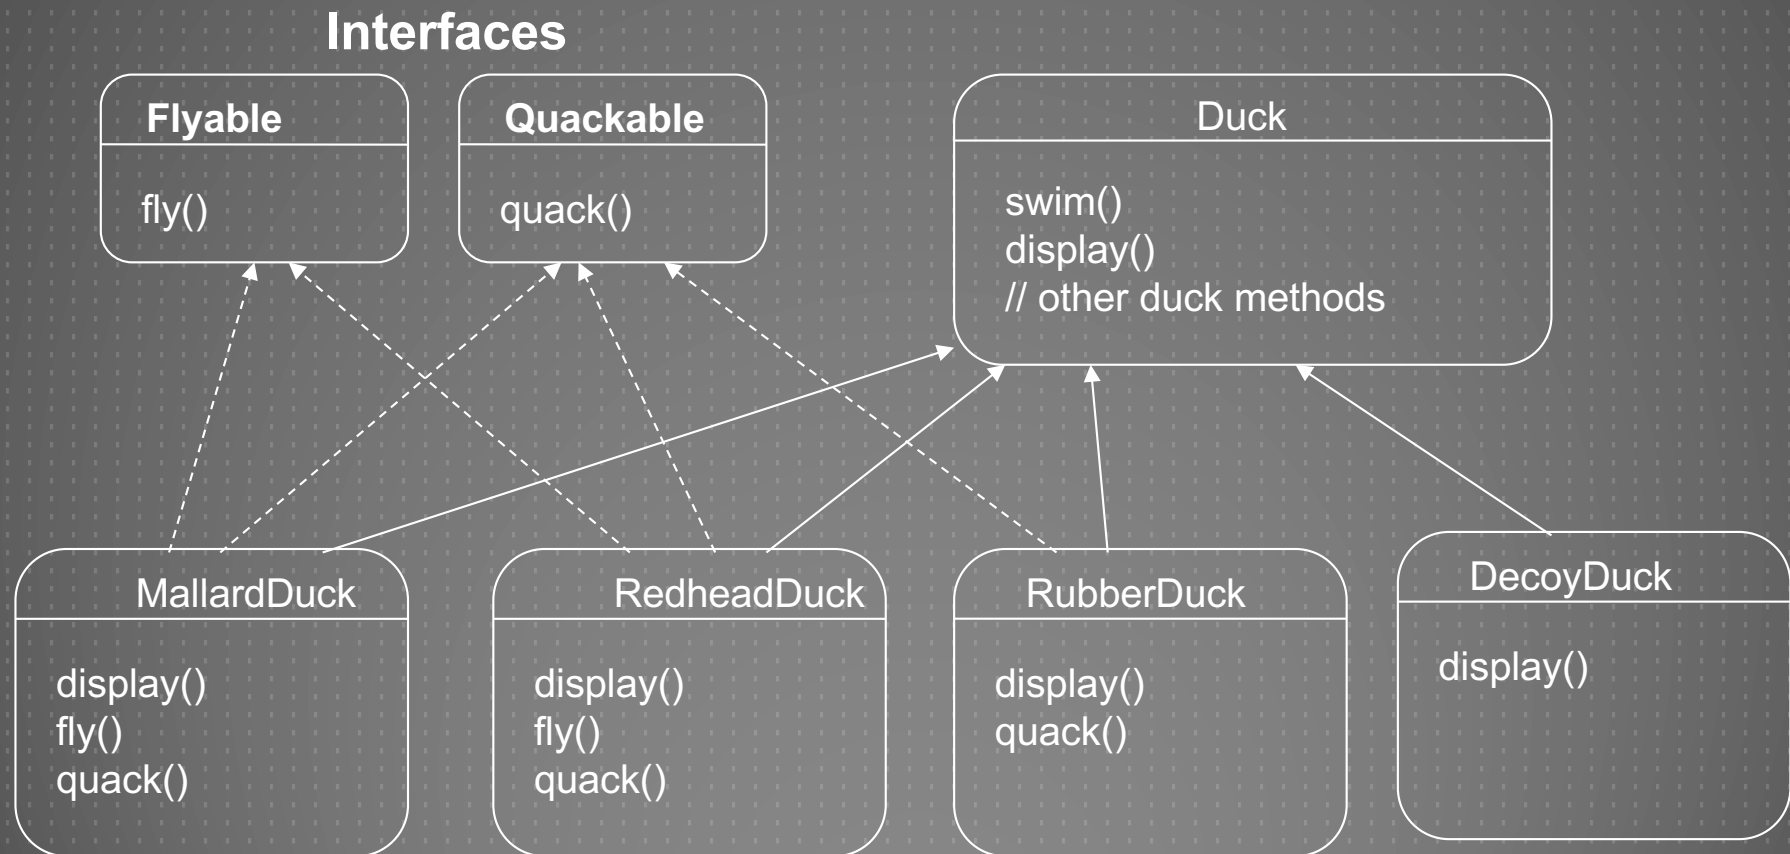 Interfaces
Flyable
fly()
Quackable
quack()
Duck
swim()
display()
// other duck methods
MallardDuck
display()
fly()
quack()
RedheadDuck
display()
fly()
quack()
RubberDuck
display()
quack()
DecoyDuck
display()